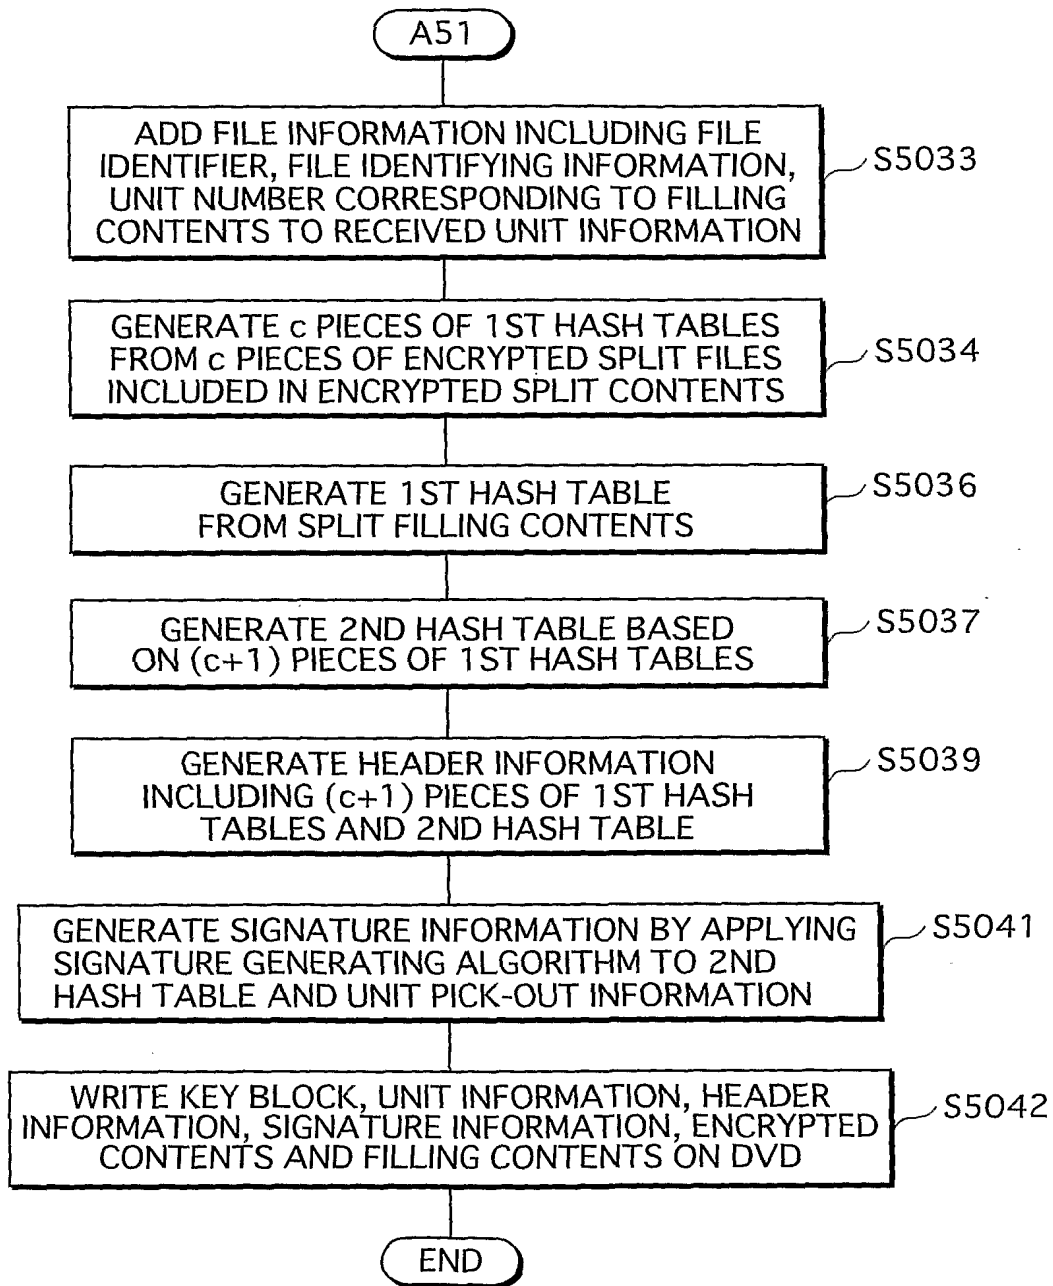 A51
ADD FILE INFORMATION INCLUDING FILE
IDENTIFIER, FILE IDENTIFYING INFORMATION,
UNIT NUMBER CORRESPONDING TO FILLING
CONTENTS TO RECEIVED UNIT INFORMATION
S5033
GENERATE c PIECES OF 1ST HASH TABLES
FROM c PIECES OF ENCRYPTED SPLIT FILES
INCLUDED IN ENCRYPTED SPLIT CONTENTS
S5034
GENERATE 1ST HASH TABLE
FROM SPLIT FILLING CONTENTS
S5036
GENERATE 2ND HASH TABLE BASED
ON (c+1) PIECES OF 1ST HASH TABLES
S5037
GENERATE HEADER INFORMATION
INCLUDING (c+1) PIECES OF 1ST HASH
TABLES AND 2ND HASH TABLE
S5039
GENERATE SIGNATURE INFORMATION BY APPLYING
SIGNATURE GENERATING ALGORITHM TO 2ND
HASH TABLE AND UNIT PICK-OUT INFORMATION
S5041
WRITE KEY BLOCK, UNIT INFORMATION, HEADER
INFORMATION, SIGNATURE INFORMATION, ENCRYPTED
CONTENTS AND FILLING CONTENTS ON DVD
S5042
END